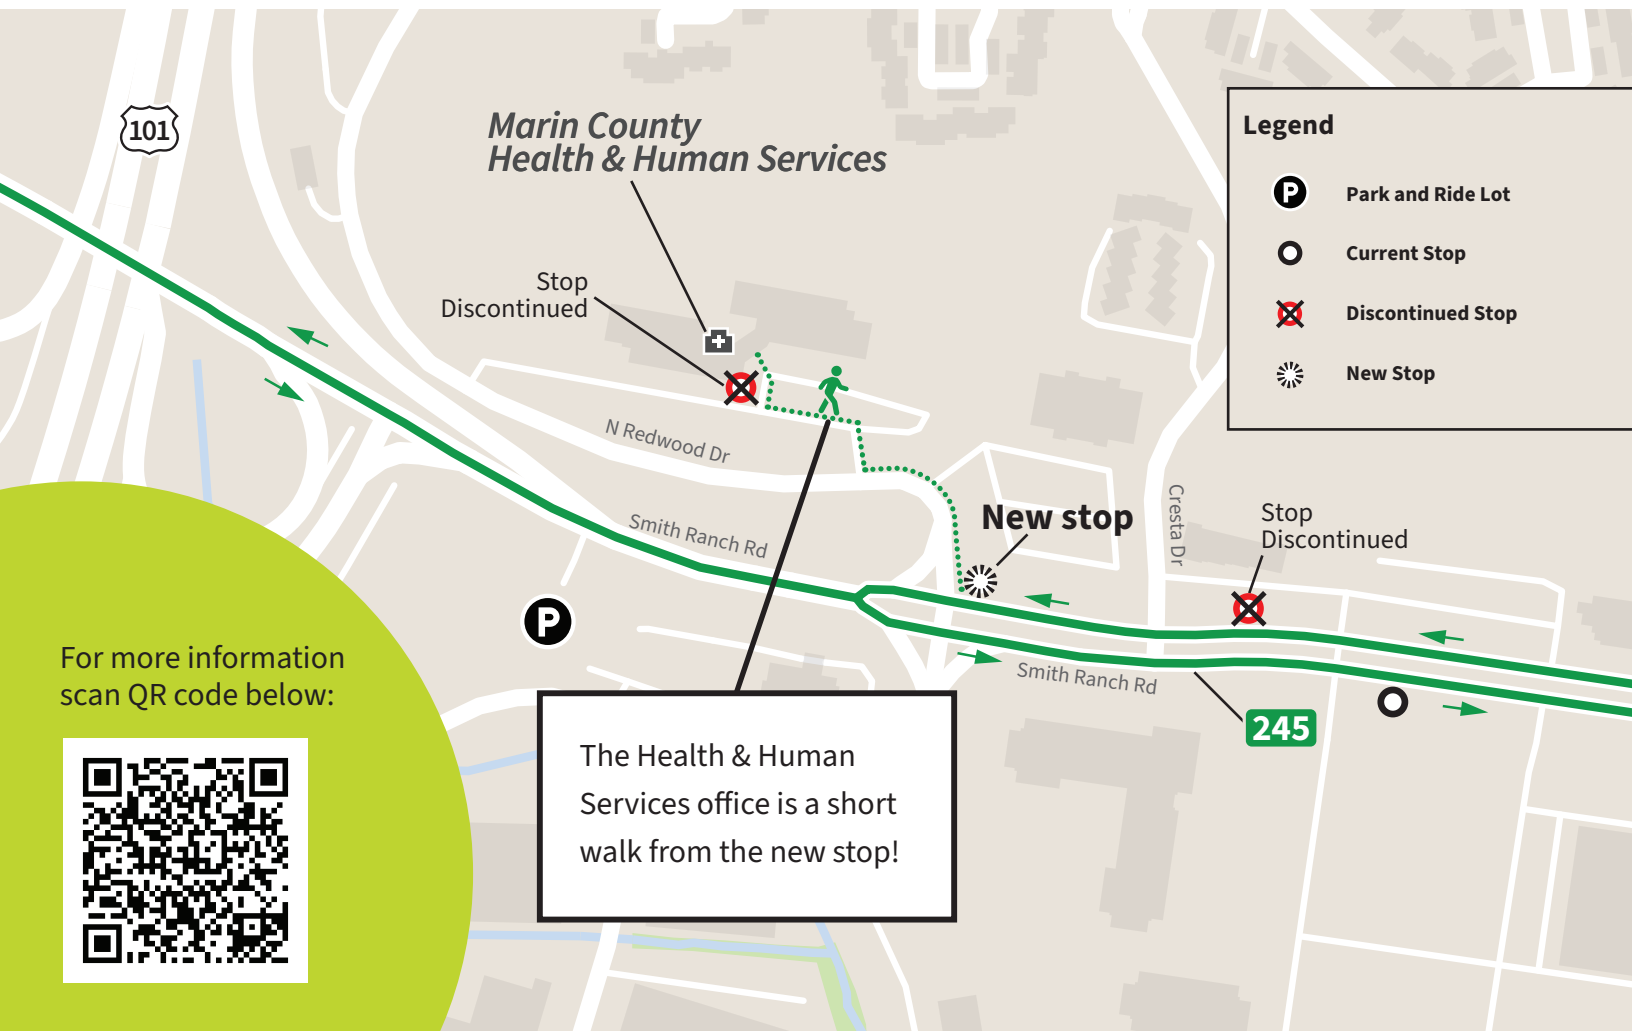 101
Marin County
Health & Human Services
Legend
P
Park and Ride Lot
Current Stop
Discontinued Stop
New Stop
Stop
Discontinued
N Redwood Dr
Smith Ranch Rd
New stop
Cresta Dr
Stop
Discontinued
P
Smith Ranch Rd
245
For more information
scan QR code below:
The Health & Human
Services office is a short
walk from the new stop!